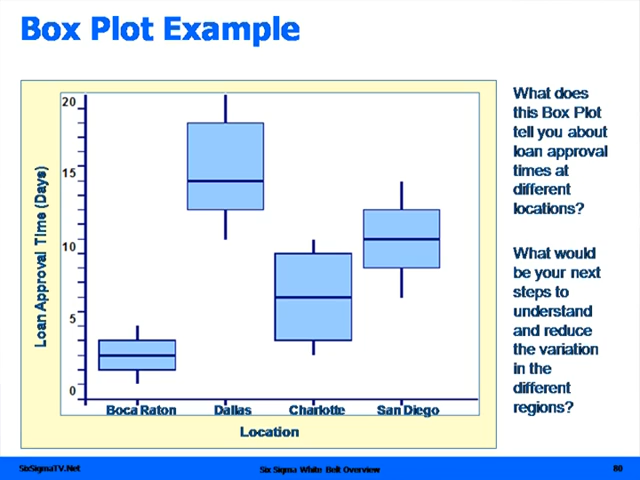 Box Plot Example
20
15
10
5
0
Loan Approval Time (Days)
Boca Raton
Dallas
Charlotte
San Diego
Location
What does
this Box Plot
tell you about
loan approval
times at
different
locations?
What would
be your next
steps to
understand
and reduce
the variation
in the
different
regions?
SixSigmaTV.Net
Six Sigma White Belt Overview
80